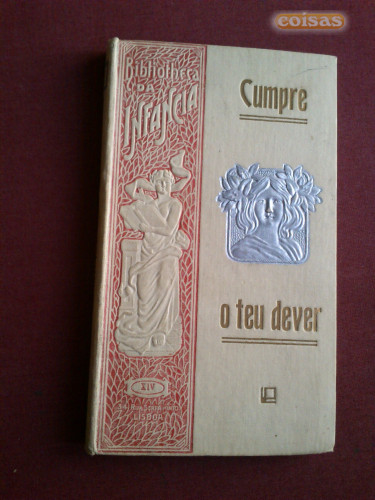 coisas
Bibliotheca
DA
INFANCIA
Cumpre
o teu dever
XIV
LISBOA